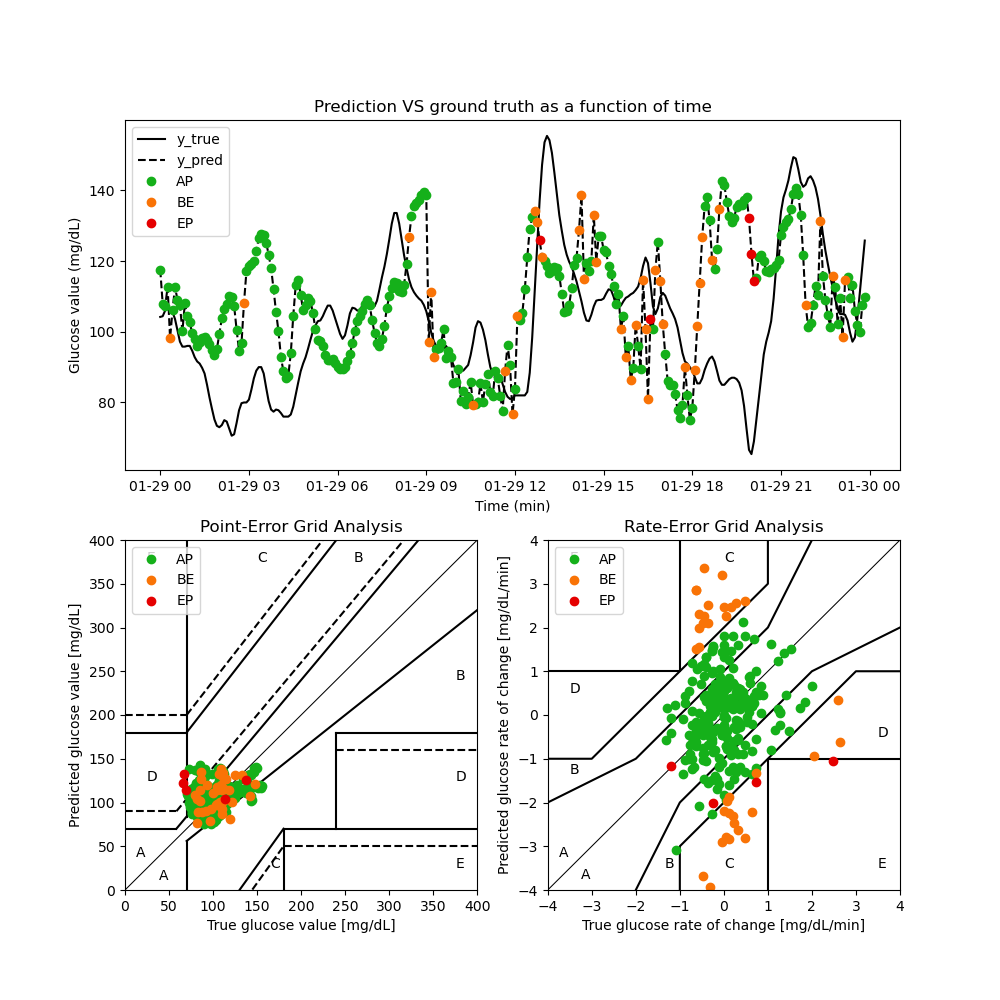 Prediction VS ground truth as a function of time
Glucose value (mg/dL)
140
120
100
80
y_true
y_pred
AP
BE
EP
01-29 00 01-29 03 01-29 06 01-29 09 01-29 12 01-29 15 01-29 18 01-29 21 01-30 00
Time (min)
Point-Error Grid Analysis
Predicted glucose value [mg/dL]
400
350
300
250
200
150
100
50
0
AP
BE
EP
C
B
B
D
D
A
A
C
E
0 50 100 150 200 250 300 350 400
True glucose value [mg/dL]
Rate-Error Grid Analysis
Predicted glucose rate of change [mg/dL/min]
4
3
2
1
0
−1
−2
−3
−4
AP
BE
EP
C
D
D
B
A
A
B
C
E
−4 −3 −2 −1 0 1 2 3 4
True glucose rate of change [mg/dL/min]